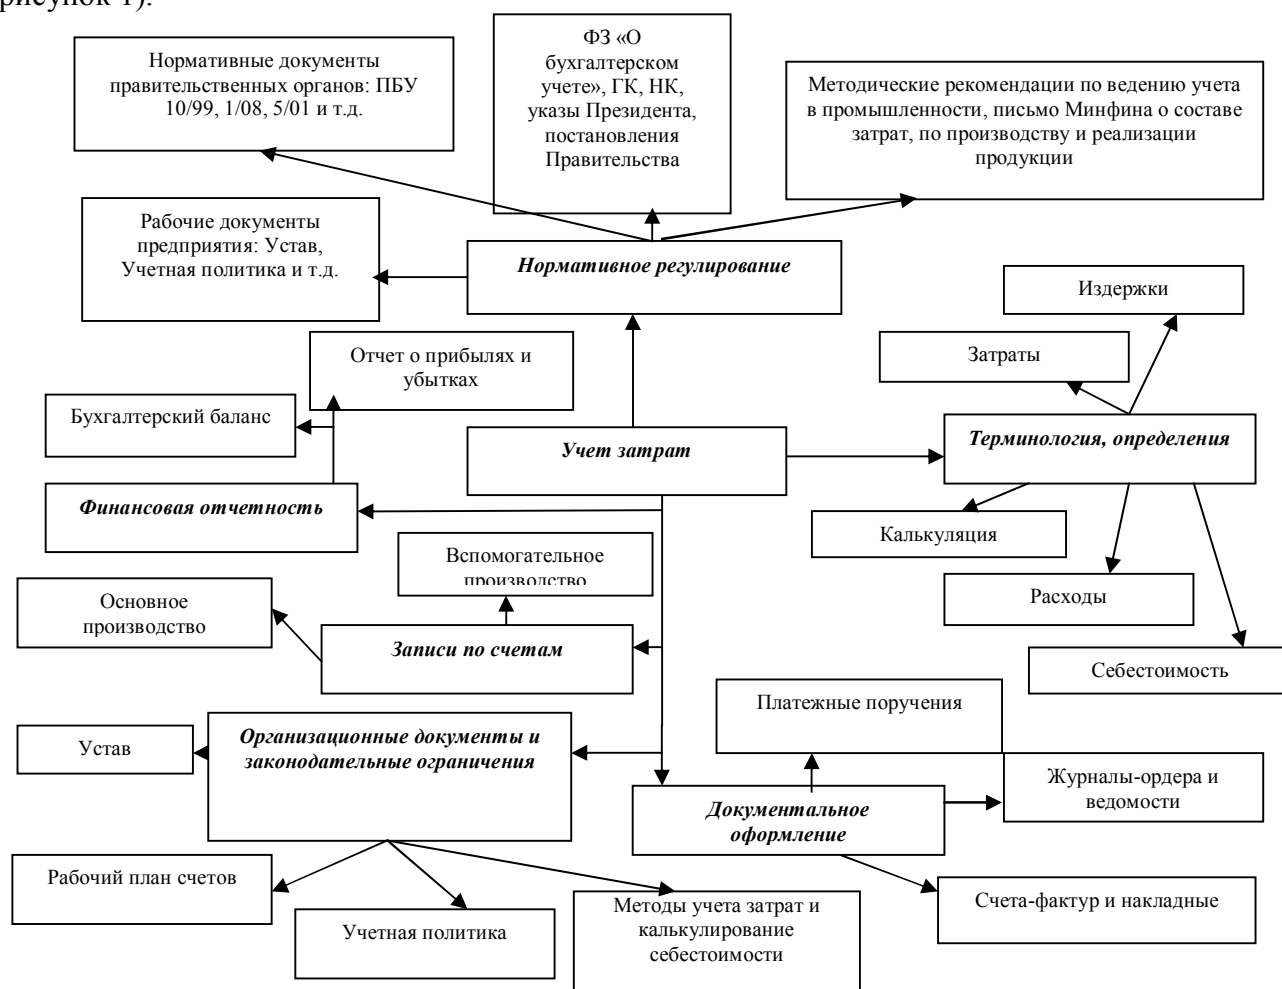 рисунок 1).
Нормативные документы
правительственных органов: ПБУ
10/99, 1/08, 5/01 и т.д.
ФЗ «О
бухгалтерском
учете», ГК, НК,
указы Президента,
постановления
Правительства
Методические рекомендации по ведению учета
в промышленности, письмо Минфина о составе
затрат, по производству и реализации
продукции
Рабочие документы
предприятия: Устав,
Учетная политика и т.д.
Нормативное регулирование
Издержки
Затраты
Отчет о прибылях и
убытках
Бухгалтерский баланс
Учет затрат
Терминология, определения
Финансовая отчетность
Калькуляция
Вспомогательное
производство
Расходы
Основное
производство
Записи по счетам
Себестоимость
Платежные поручения
Устав
Организационные документы и
законодательные ограничения
Журналы-ордера и
ведомости
Документальное
оформление
Рабочий план счетов
Учетная политика
Методы учета затрат и
калькулирование
себестоимости
Счета-фактур и накладные